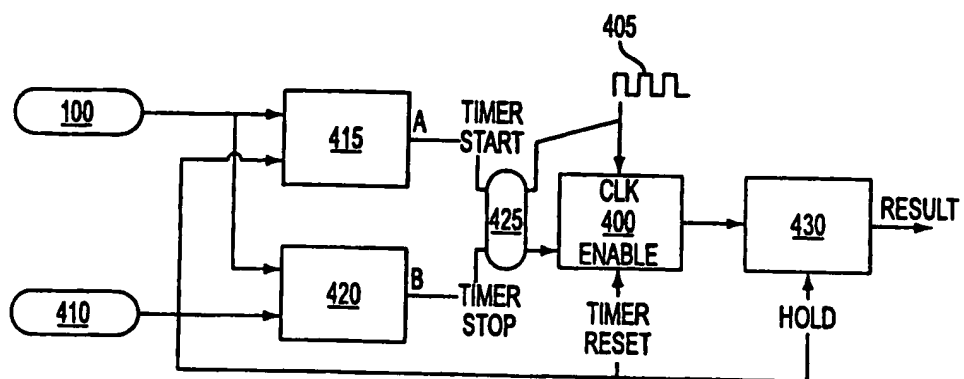 405
100
415
A
TIMER
START
CLK
400
ENABLE
425
430
RESULT
410
420
B
TIMER
STOP
TIMER
RESET
HOLD